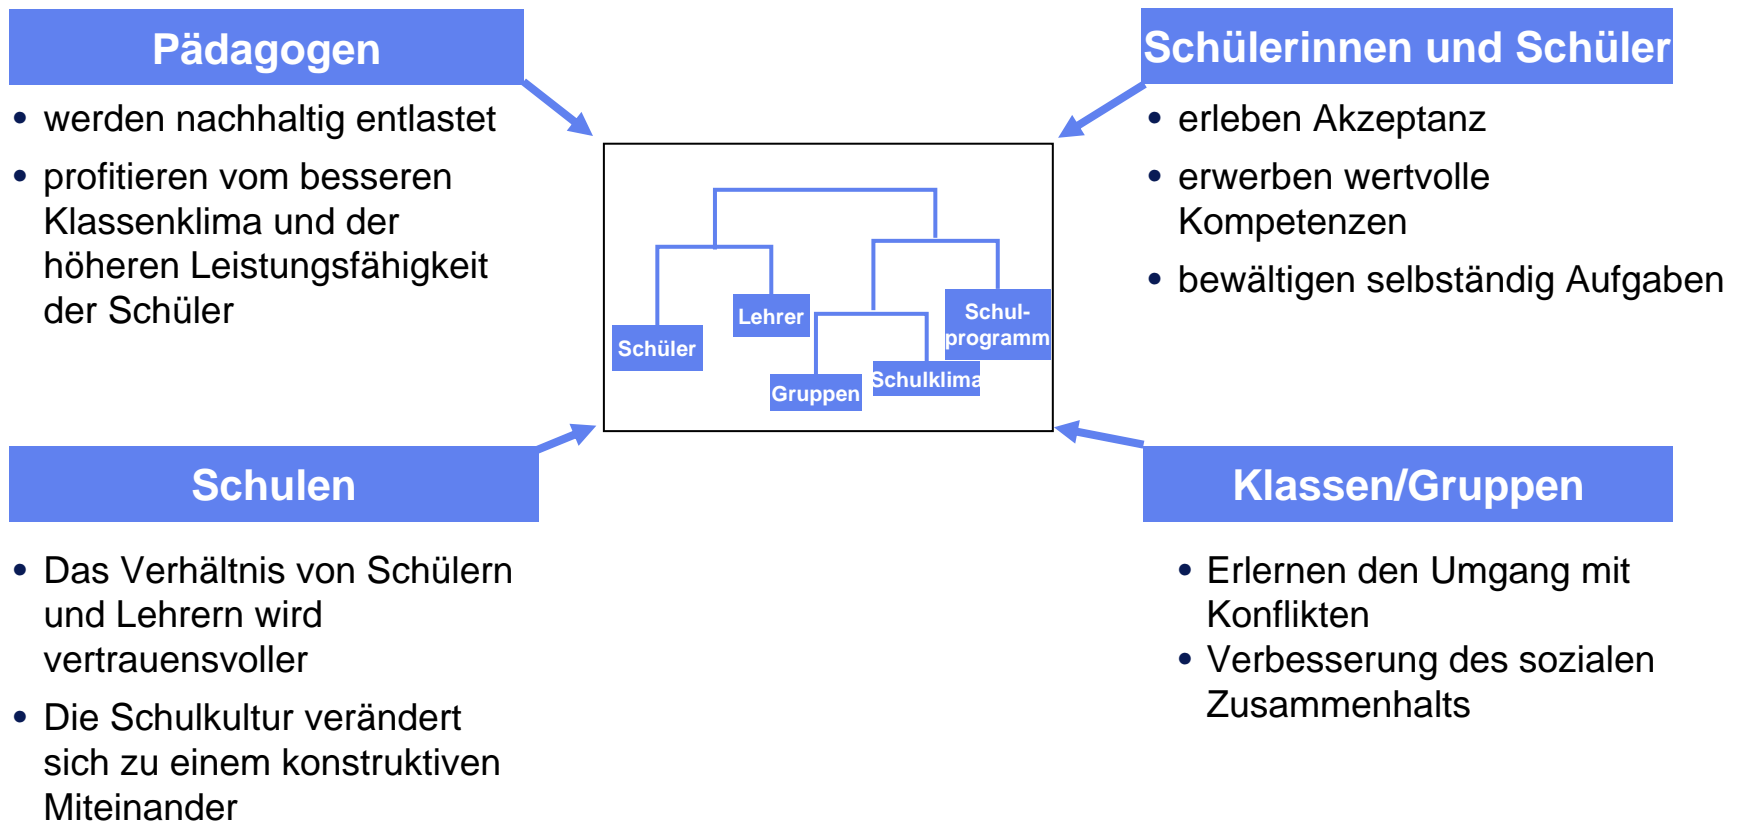 Pädagogen
• werden nachhaltig entlastet
• profitieren vom besseren
Klassenklima und der
höheren Leistungsfähigkeit
der Schüler
Schülerinnen und Schüler
• erleben Akzeptanz
• erwerben wertvolle
Kompetenzen
• bewältigen selbständig Aufgaben
Schüler
Lehrer
Gruppen
Schulklima
Schul-
programm
Schulen
• Das Verhältnis von Schülern
und Lehrern wird
vertrauensvoller
• Die Schulkultur verändert
sich zu einem konstruktiven
Miteinander
Klassen/Gruppen
• Erlernen den Umgang mit
Konflikten
• Verbesserung des sozialen
Zusammenhalts